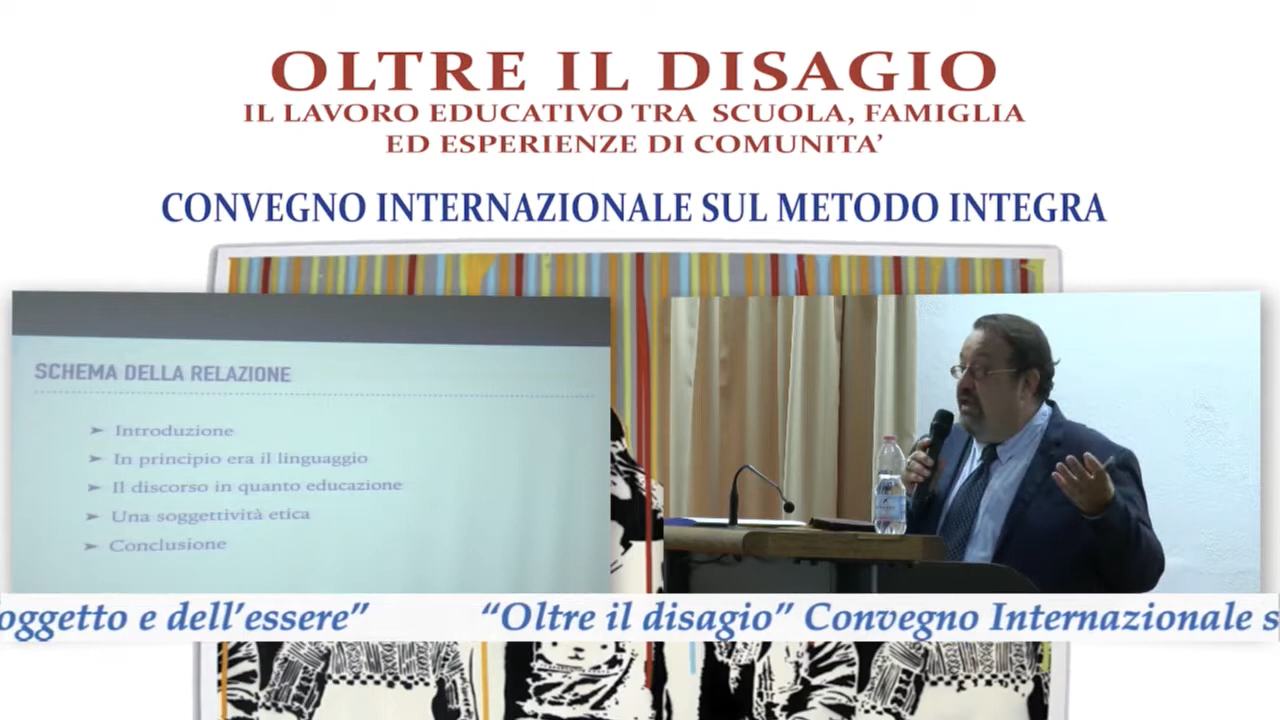 OLTRE IL DISAGIO
IL LAVORO EDUCATIVO TRA SCUOLA, FAMIGLIA
ED ESPERIENZE DI COMUNITA’
CONVEGNO INTERNAZIONALE SUL METODO INTEGRA
SCHEMA DELLA RELAZIONE
➤ Introduzione
➤ In principio era il linguaggio
➤ Il discorso in quanto educazione
➤ Una soggettività etica
➤ Conclusione
oggetto e dell’essere” “Oltre il disagio” Convegno Internazionale s